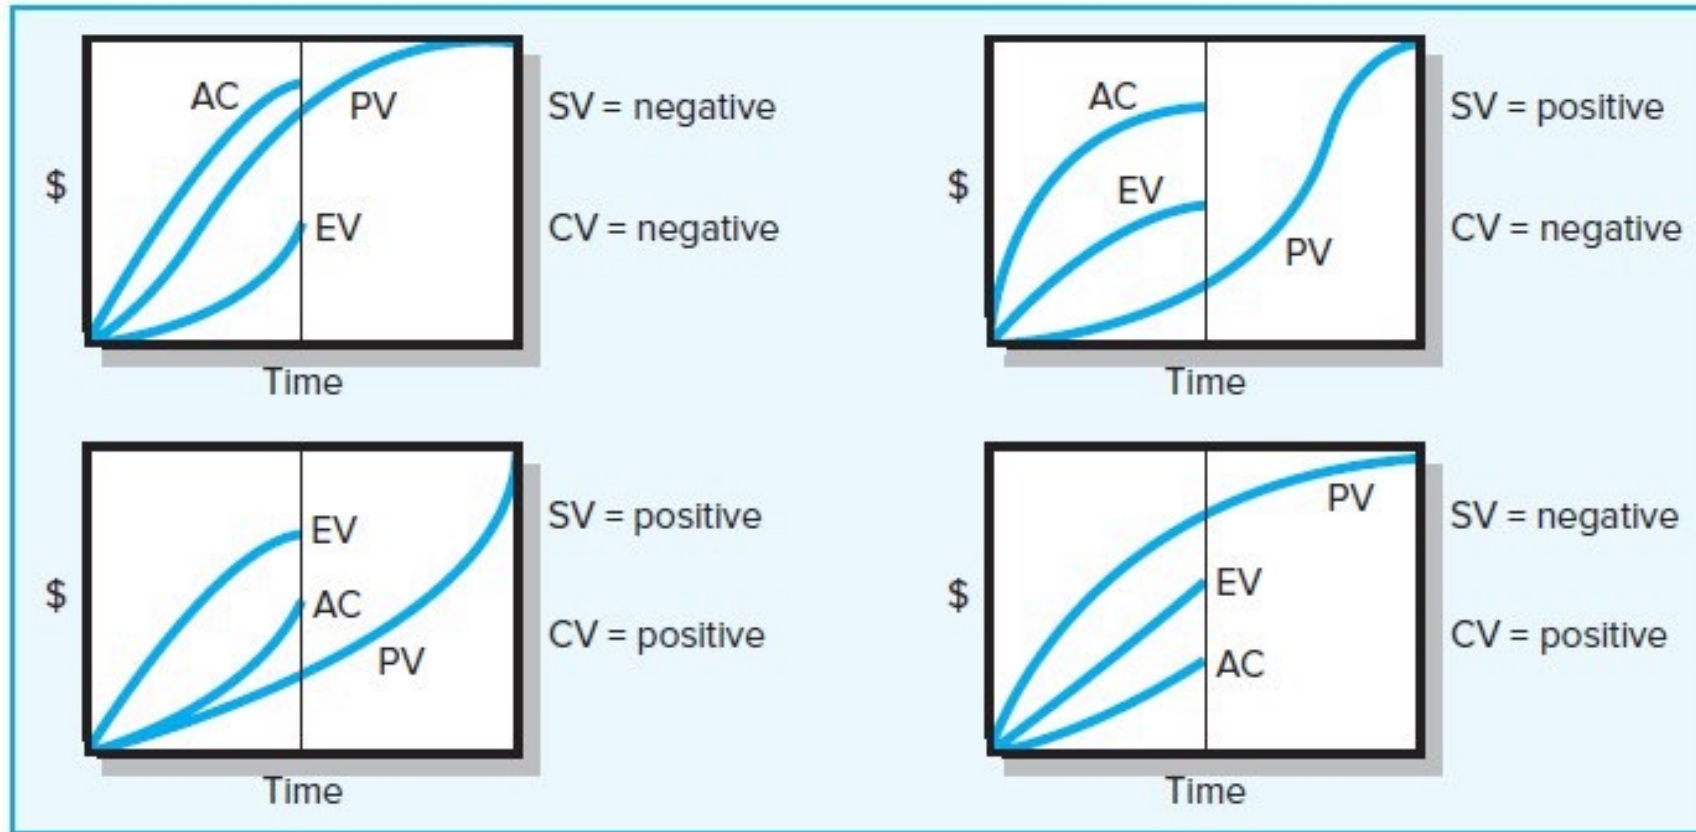 AC
PV
SV = negative
$
EV
CV = negative
Time
AC
SV = positive
$
EV
CV = negative
PV
Time
EV
SV = positive
$
AC
CV = positive
PV
Time
PV
SV = negative
$
EV
CV = positive
AC
Time